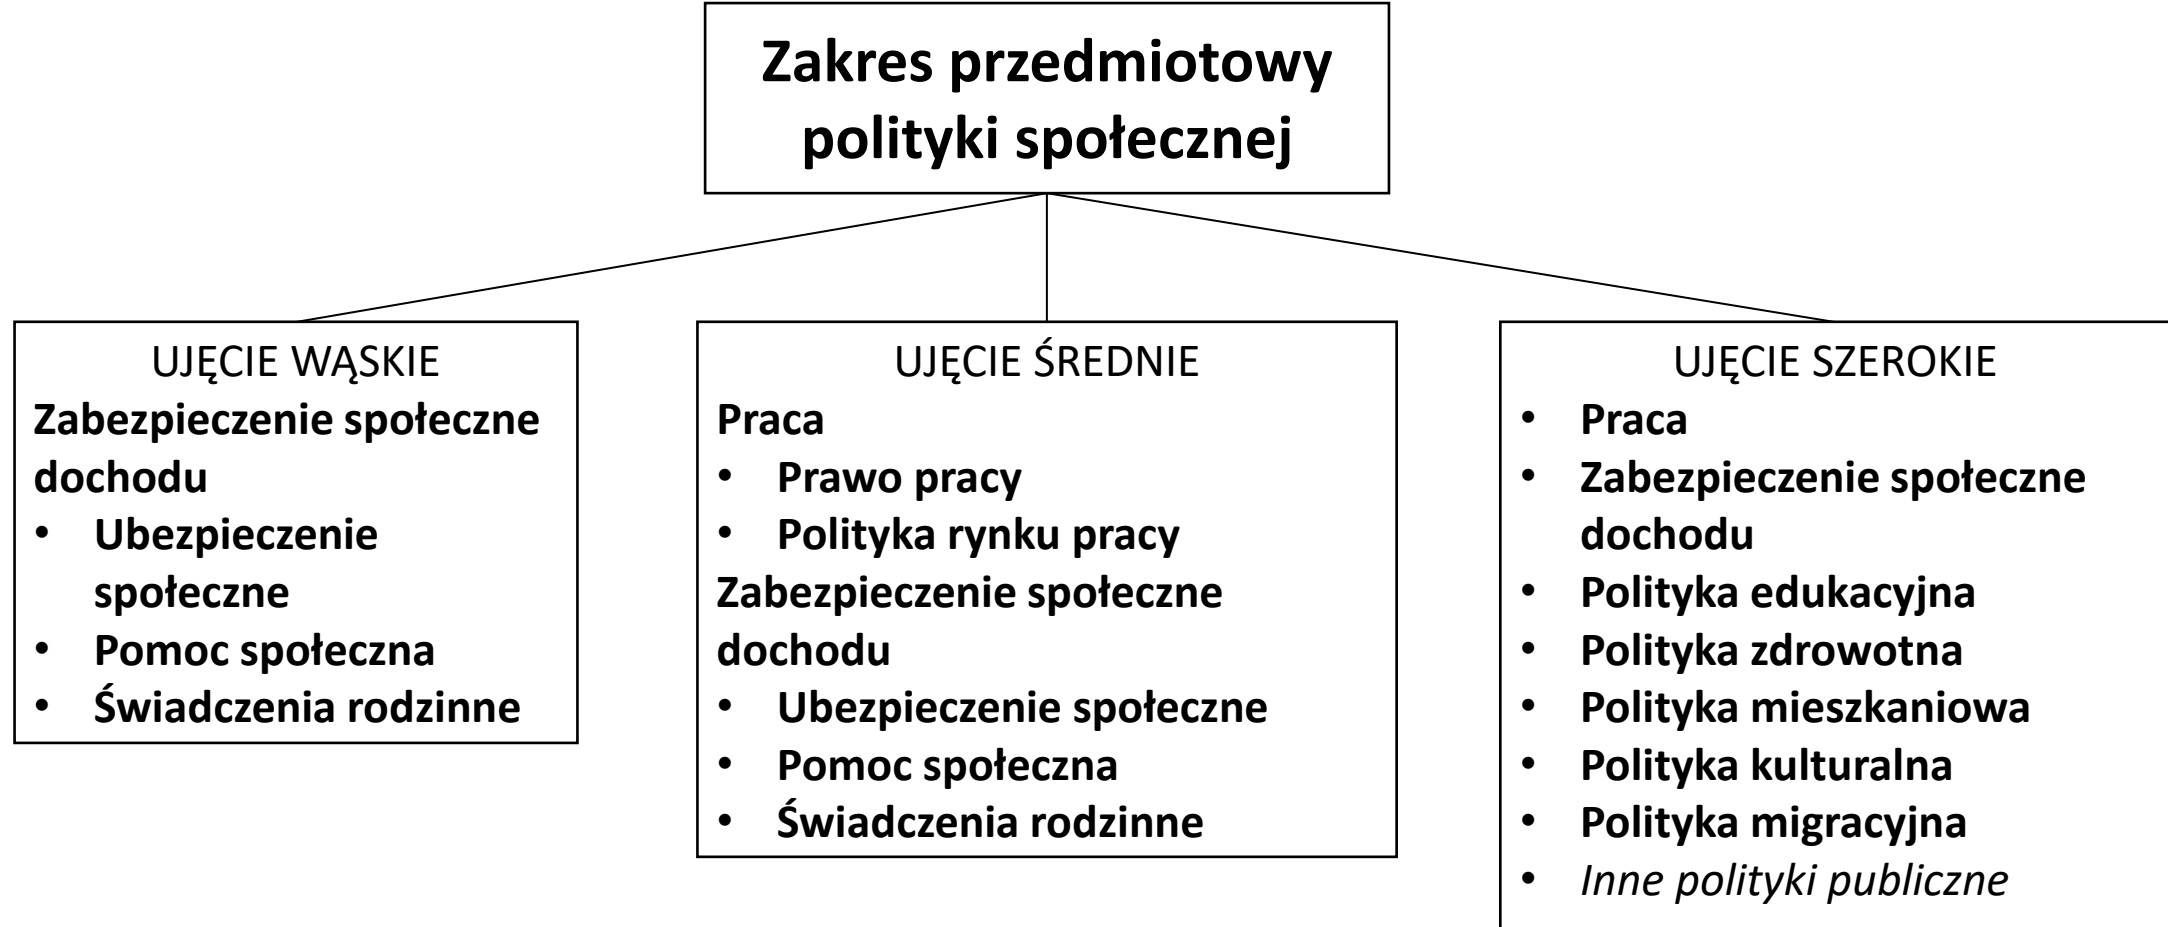 Zakres przedmiotowy
polityki społecznej
UJĘCIE WĄSKIE
Zabezpieczenie społeczne
dochodu
• Ubezpieczenie
społeczne
• Pomoc społeczna
• Świadczenia rodzinne
UJĘCIE ŚREDNIE
Praca
• Prawo pracy
• Polityka rynku pracy
Zabezpieczenie społeczne
dochodu
• Ubezpieczenie społeczne
• Pomoc społeczna
• Świadczenia rodzinne
UJĘCIE SZEROKIE
• Praca
• Zabezpieczenie społeczne
dochodu
• Polityka edukacyjna
• Polityka zdrowotna
• Polityka mieszkaniowa
• Polityka kulturalna
• Polityka migracyjna
• Inne polityki publiczne